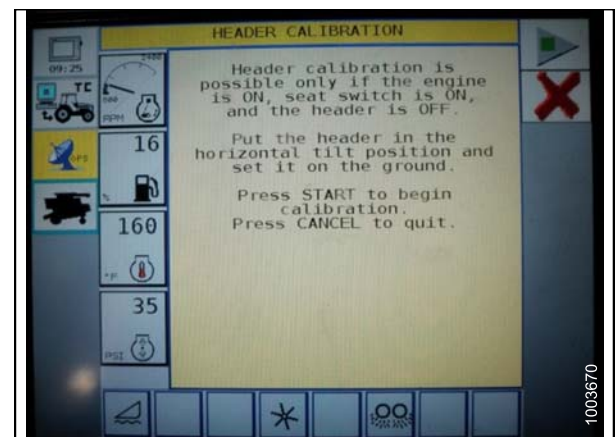 HEADER CALIBRATION
09:25
TC
GPS
2400
500
RPM
16
%
160
°F
35
PSI
Header calibration is
possible only if the engine
is ON, seat switch is ON,
and the header is OFF.
Put the header in the
horizontal tilt position and
set it on the ground.
Press START to begin
calibration.
Press CANCEL to quit.
1003670